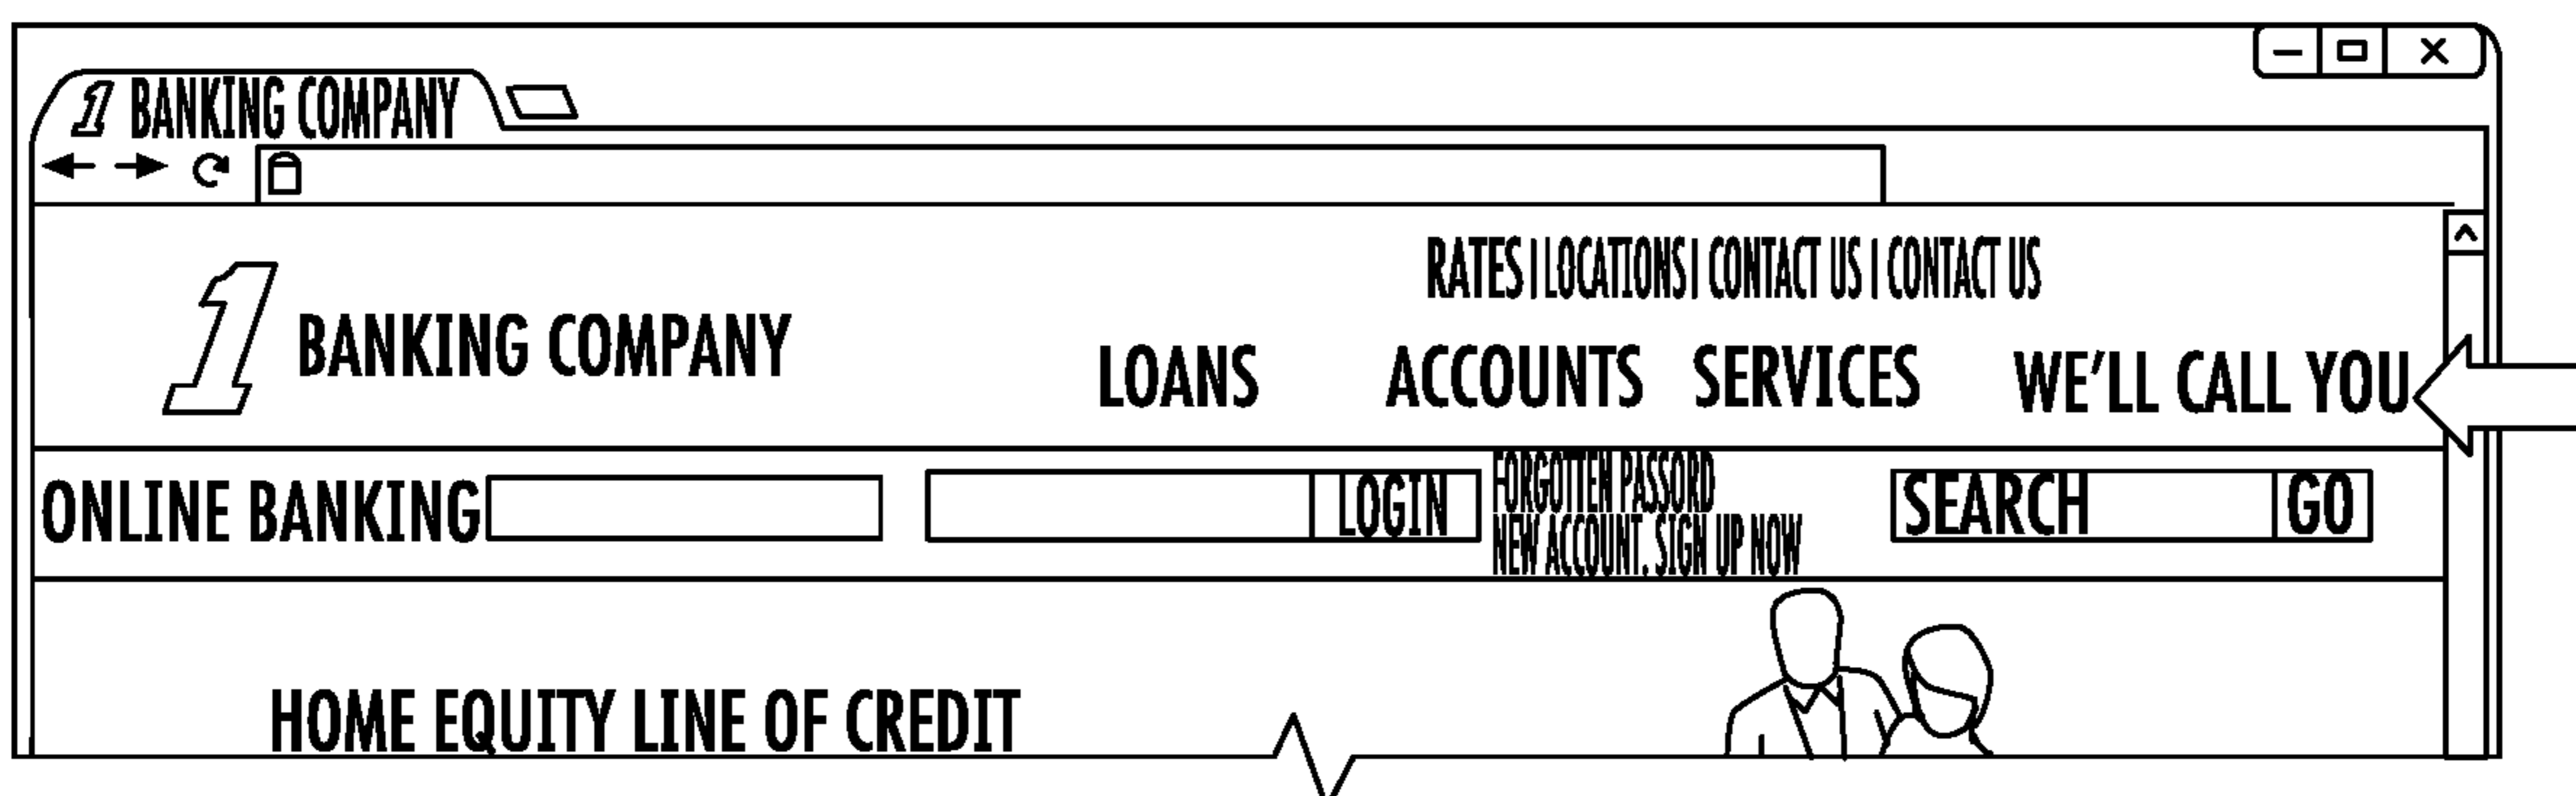 1 BANKING COMPANY
RATES | LOCATIONS | CONTACT US | CONTACT US
1 BANKING COMPANY
LOANS ACCOUNTS SERVICES WE'LL CALL YOU
ONLINE BANKING LOGIN
FORGOTTEN PASSORD
NEW ACCOUNT. SIGN UP NOW
SEARCH GO
HOME EQUITY LINE OF CREDIT